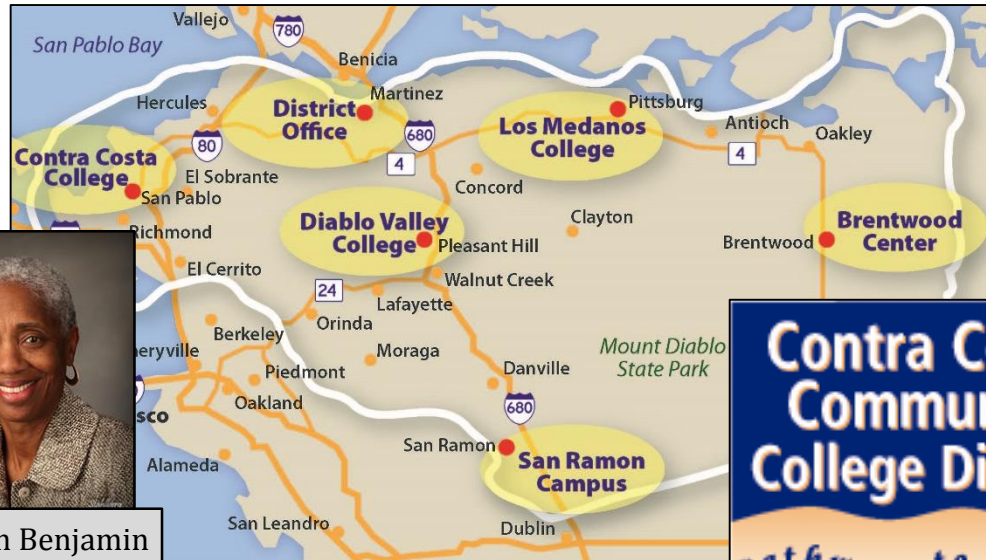 Vallejo
780
San Pablo Bay
Benicia
Hercules
District
Office
Martinez
680
80
4
Los Medanos
College
Pittsburg
Antioch
Oakley
4
Contra Costa
College
El Sobrante
San Pablo
Concord
Richmond
Diablo Valley
College
Clayton
Pleasant Hill
Brentwood
Brentwood
Center
El Cerrito
Walnut Creek
24
Lafayette
Orinda
Berkeley
Moraga
Mount Diablo
State Park
Piedmont
Danville
Oakland
680
Alameda
San Ramon
San Ramon
Campus
San Leandro
Dublin
Benjamin
Contra
College